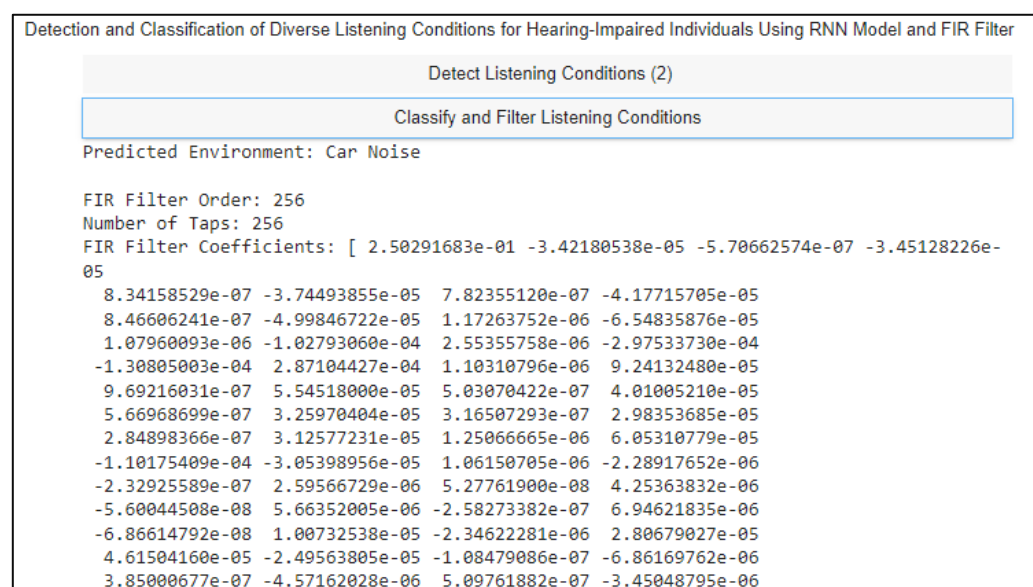 Detection and Classification of Diverse Listening Conditions for Hearing-Impaired Individuals Using RNN Model and FIR Filter
Detect Listening Conditions (2)
Classify and Filter Listening Conditions
Predicted Environment: Car Noise
FIR Filter Order: 256
Number of Taps: 256
FIR Filter Coefficients: [ 2.50291683e-01 -3.42180538e-05 -5.70662574e-07 -3.45128226e-
05
8.34158529e-07 -3.74493855e-05 7.82355120e-07 -4.17715705e-05
8.46606241e-07 -4.99846722e-05 1.17263752e-06 -6.54835876e-05
1.07960093e-06 -1.02793060e-04 2.55355758e-06 -2.97533730e-04
-1.30805003e-04 2.87104427e-04 1.10310796e-06 9.24132480e-05
9.69216031e-07 5.54518000e-05 5.03070422e-07 4.01005210e-05
5.66968699e-07 3.25970404e-05 3.16507293e-07 2.98353685e-05
2.84898366e-07 3.12577231e-05 1.25066665e-06 6.05310779e-05
-1.10175409e-04 -3.05398956e-05 1.06150705e-06 -2.28917652e-06
-2.32925589e-07 2.59566729e-06 5.27761900e-08 4.25363832e-06
-5.60044508e-08 5.66352005e-06 -2.58273382e-07 6.94621835e-06
-6.86614792e-08 1.00732538e-05 -2.34622281e-06 2.80679027e-05
4.61504160e-05 -2.49563805e-05 -1.08479086e-07 -6.86169762e-06
3.85000677e-07 -4.57162028e-06 5.09761882e-07 -3.45048795e-06